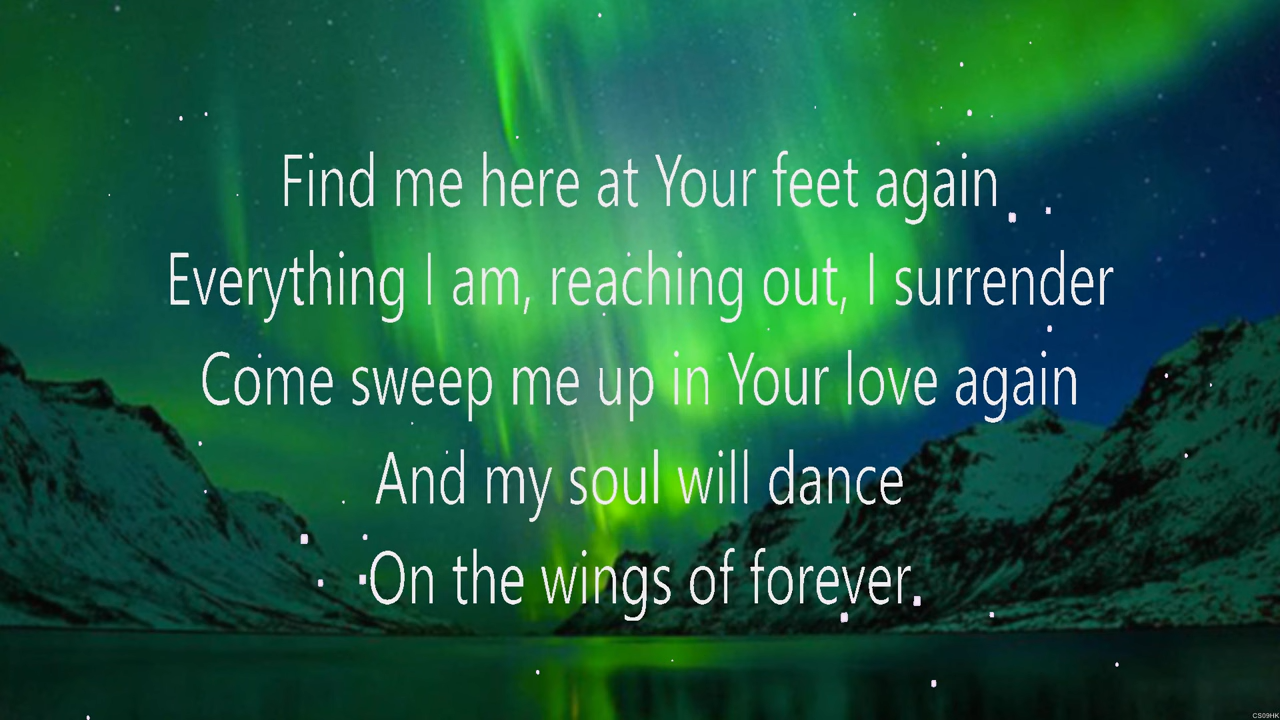 Find me here at Your feet again
Everything I am, reaching out, I surrender
Come sweep me up in Your love again
And my soul will dance
On the wings of forever
CS09HK